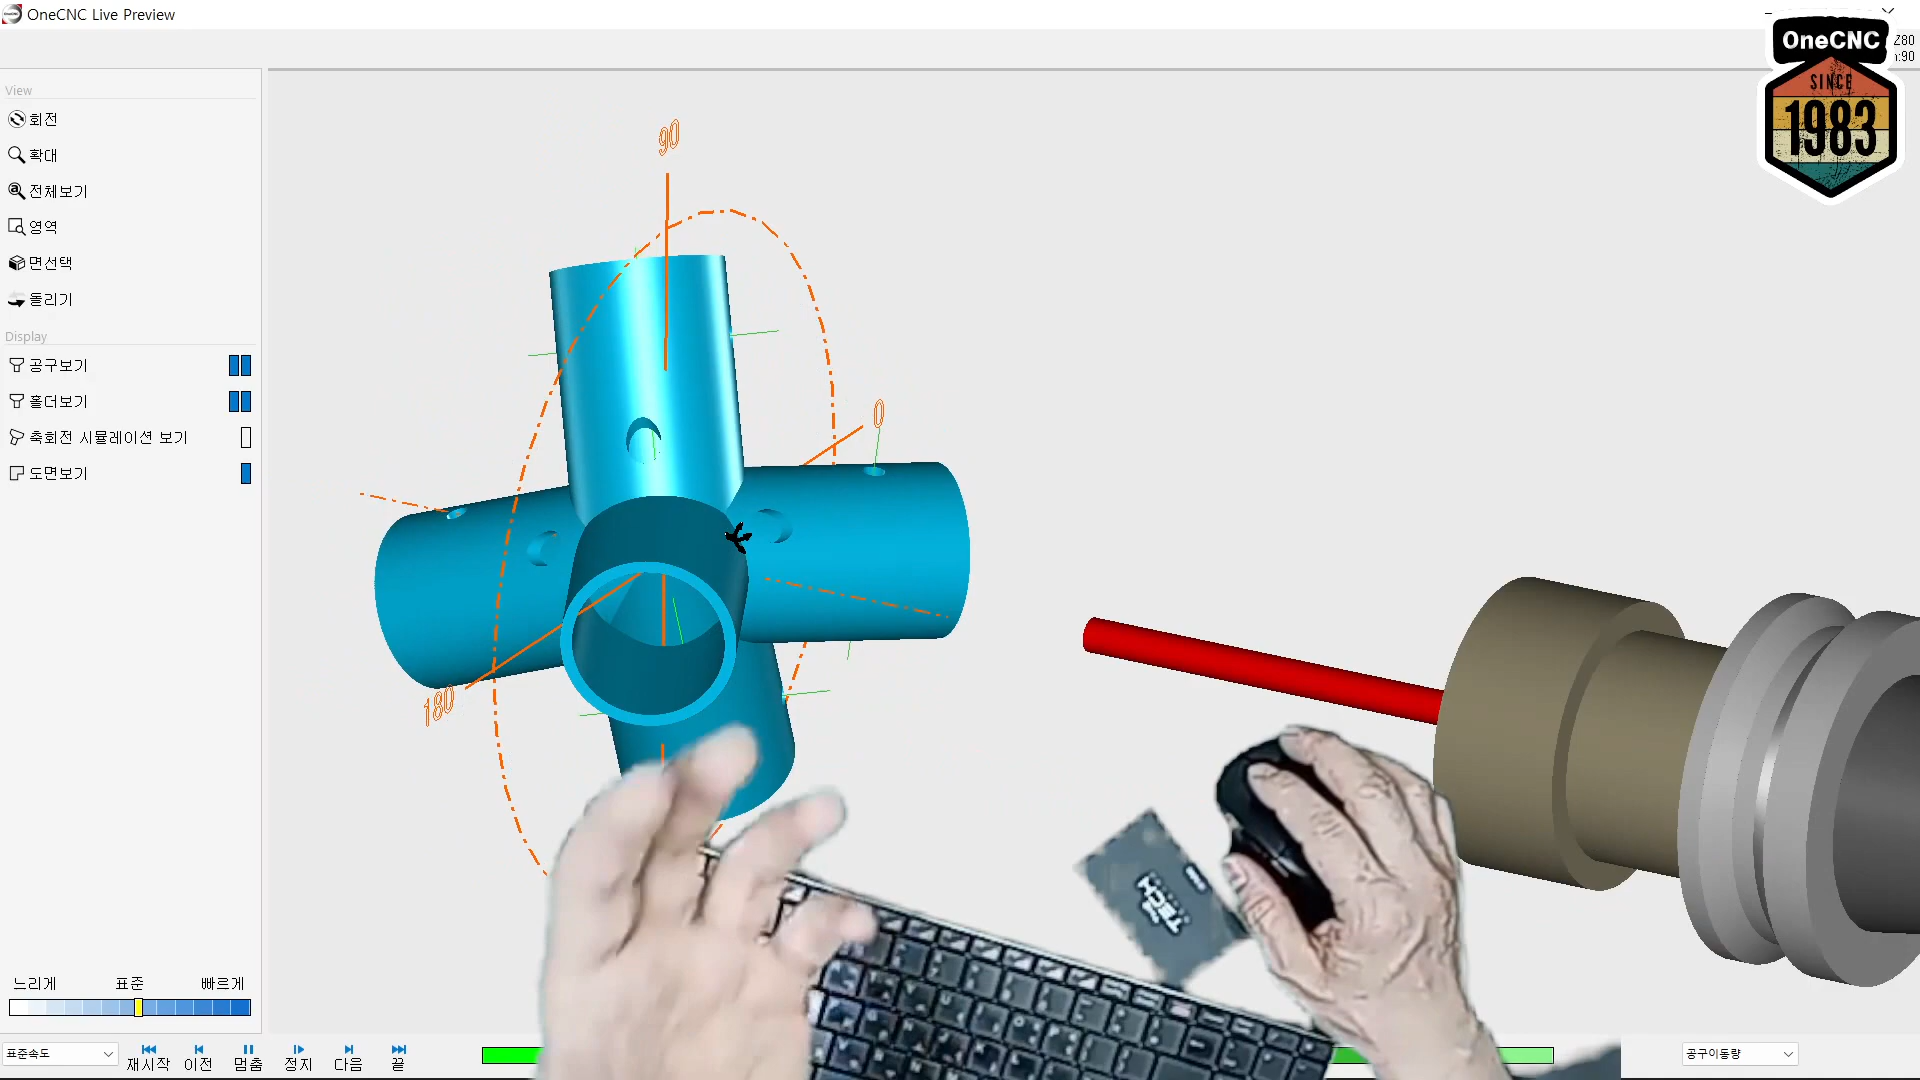 OneCNC Live Preview
OneCNC
SINCE
1983
Z80
:90
View
회전
확대
전체보기
영역
면선택
돌리기
Display
공구보기
홀더보기
축회전 시뮬레이션 보기
도면보기
90
0
180
TECH
느리게 표준 빠르게
표준속도
재시작 이전 멈춤 정지 다음 끝
공구이동량